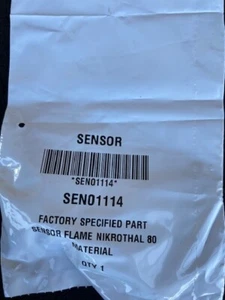 SENSOR
*SEN01114*
SEN01114
FACTORY SPECIFIED PART
SENSOR FLAME NIKROTHAL 80
MATERIAL
QTY 1